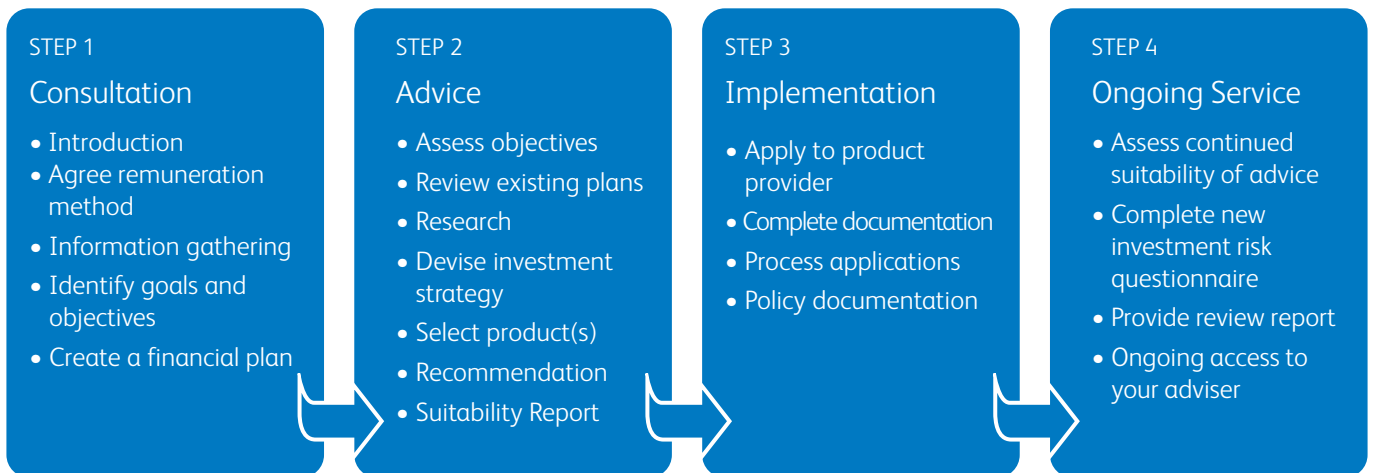 STEP 1
Consultation
• Introduction
• Agree remuneration
method
• Information gathering
• Identify goals and
objectives
• Create a financial plan
STEP 2
Advice
• Assess objectives
• Review existing plans
• Research
• Devise investment
strategy
• Select product(s)
• Recommendation
• Suitability Report
STEP 3
Implementation
• Apply to product
provider
• Complete documentation
• Process applications
• Policy documentation
STEP 4
Ongoing Service
• Assess continued
suitability of advice
• Complete new
investment risk
questionnaire
• Provide review report
• Ongoing access to
your adviser